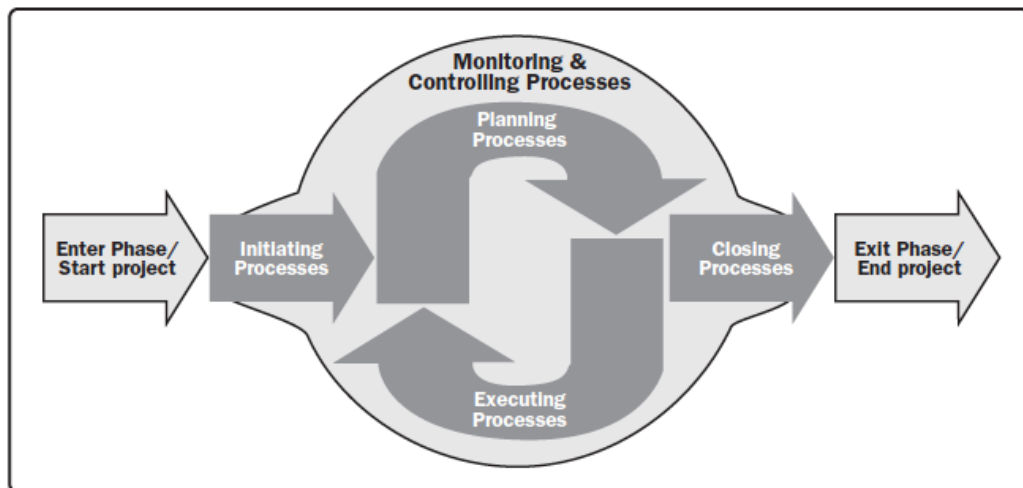 Monitoring &
Controlling Processes
Planning
Processes
Enter Phase/
Start project
Initiating
Processes
Closing
Processes
Exit Phase/
End project
Executing
Processes